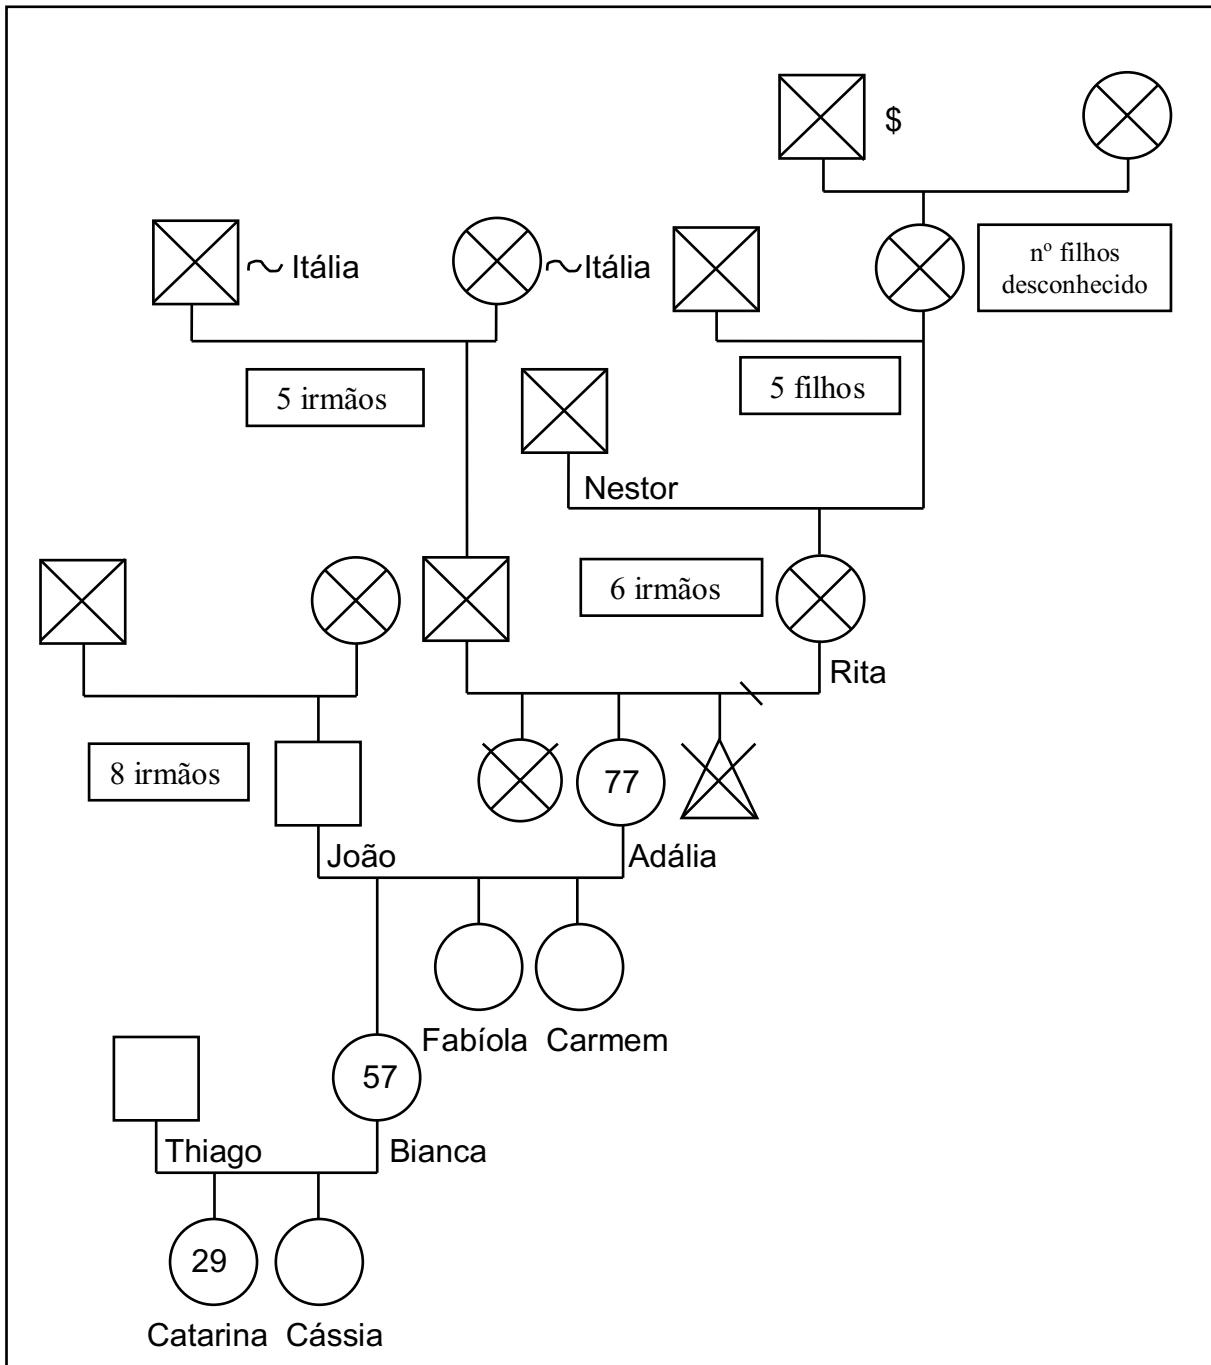 $
~ Itália
~ Itália
nº filhos
desconhecido
5 irmãos
5 filhos
Nestor
6 irmãos
Rita
8 irmãos
77
João
Adália
Fabíola
Carmem
57
Thiago
Bianca
29
Catarina
Cássia